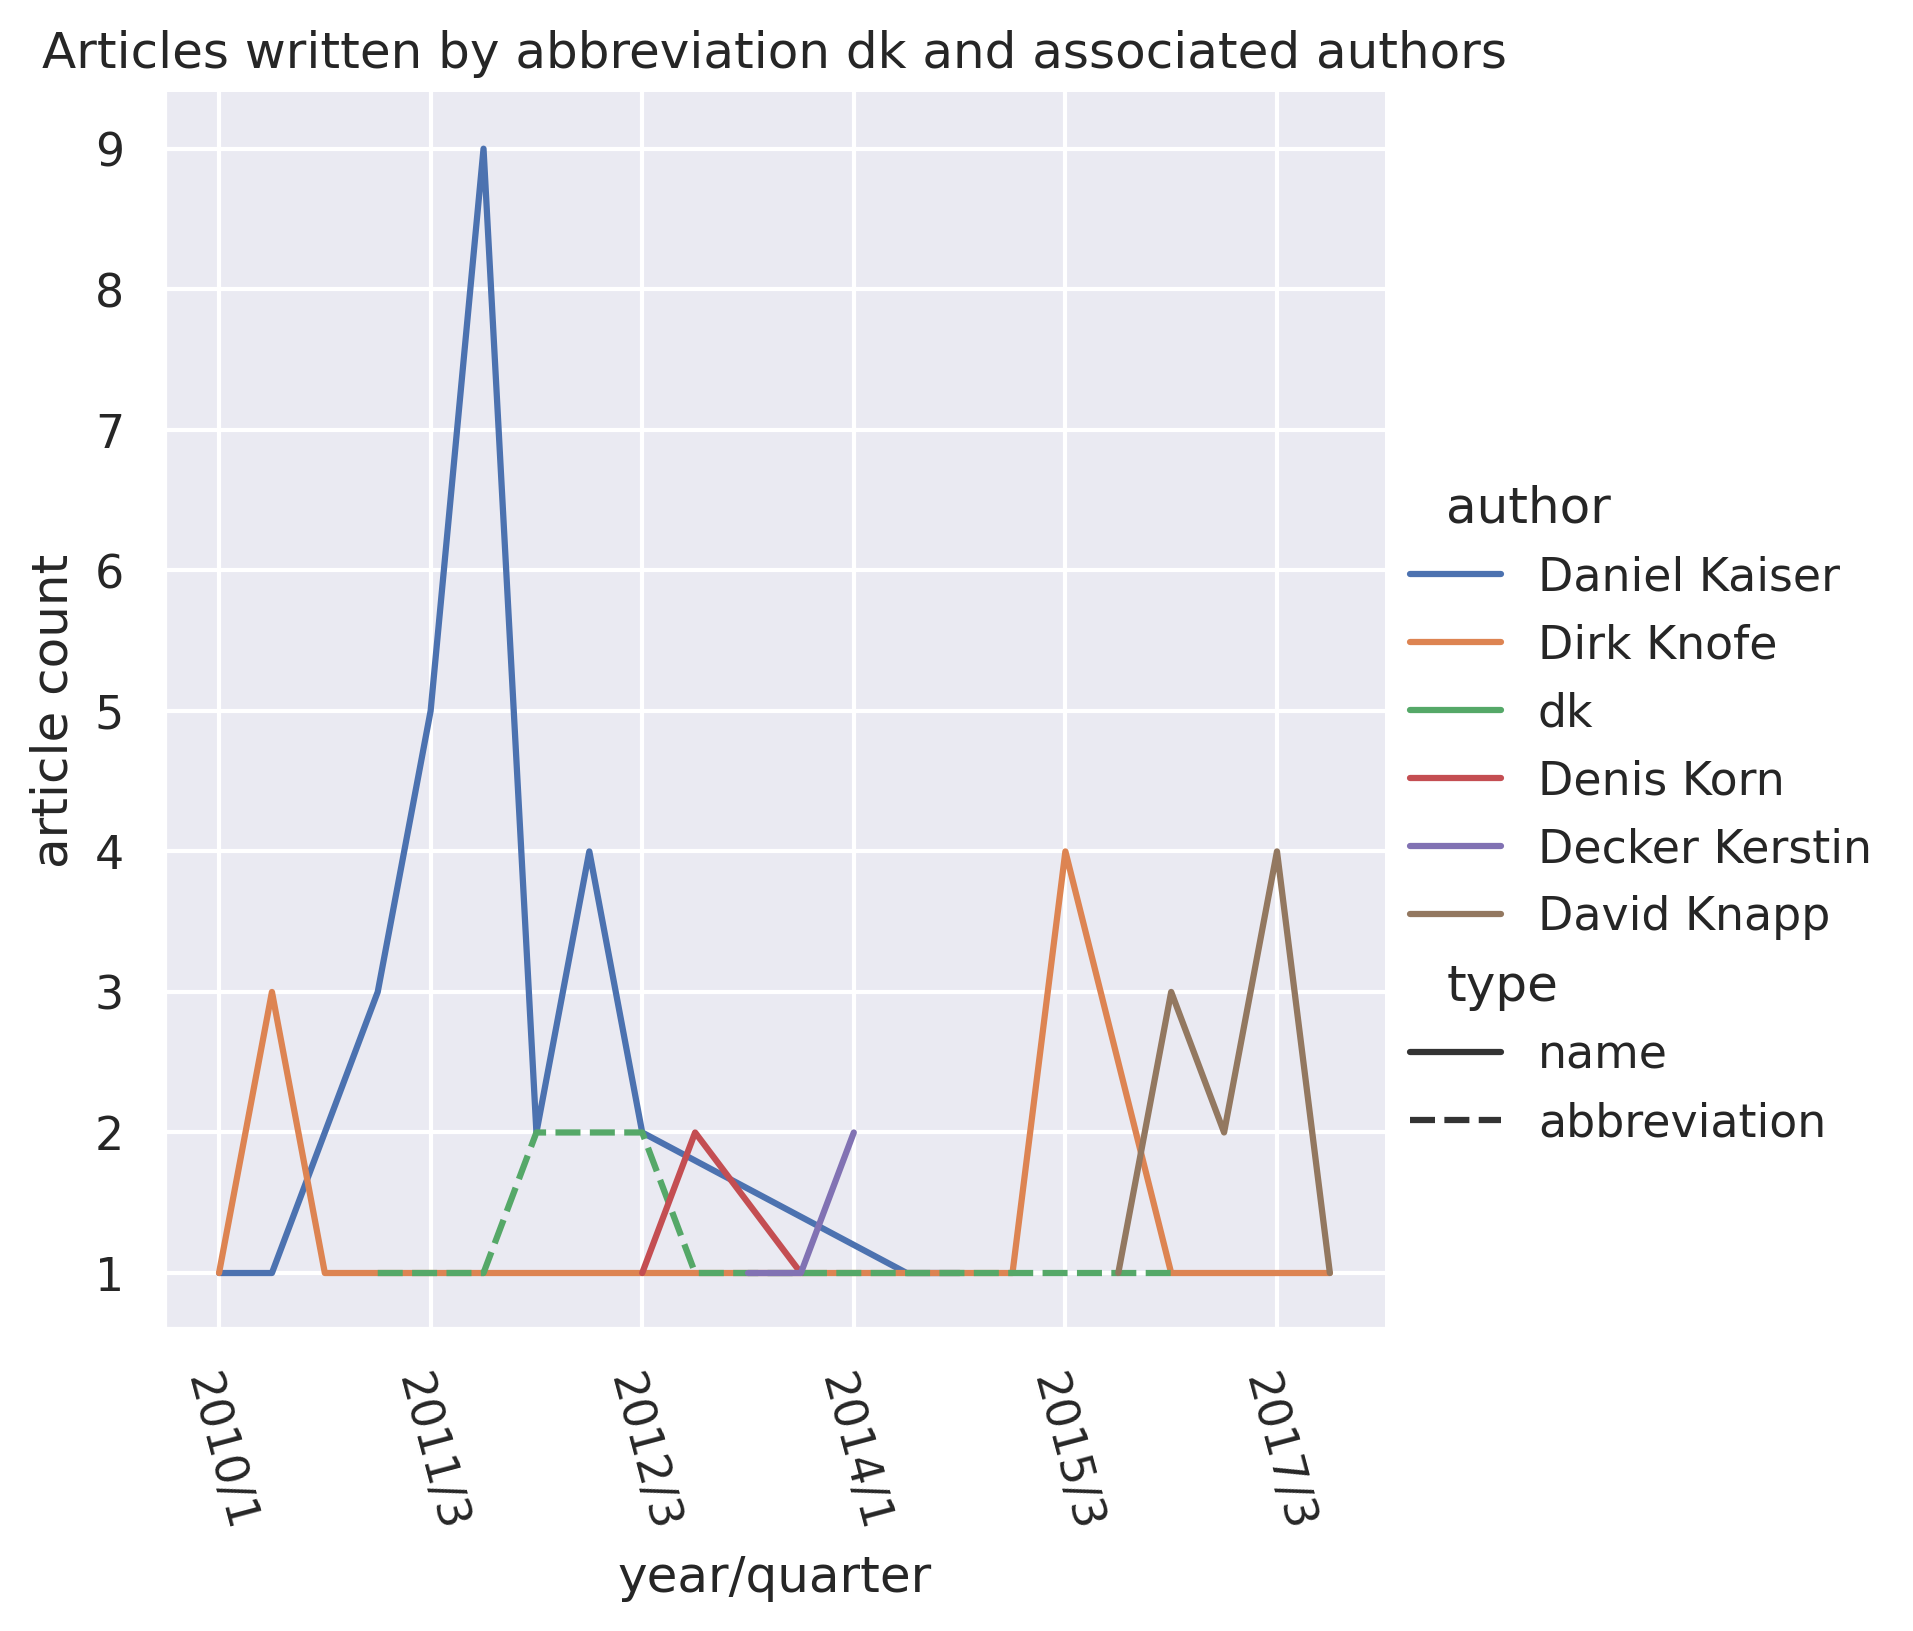 Articles written by abbreviation dk and associated authors
9
8
7
6
5
4
3
2
1
article count
2010/1
2011/3
2012/3
2014/1
2015/3
2017/3
year/quarter
author
Daniel Kaiser
Dirk Knofe
dk
Denis Korn
Decker Kerstin
David Knapp
type
name
abbreviation